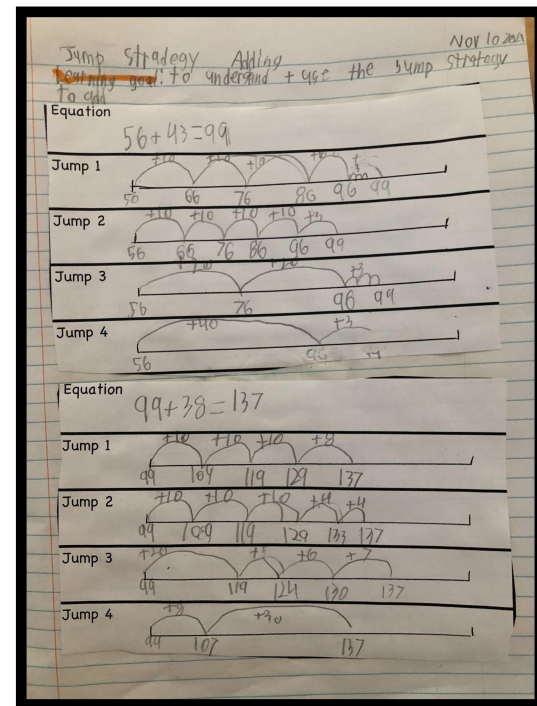 Nov 10 2021
Jump Stradegy Adding
Learning goal: to understand + use the jump strategy
to add
Equation
56+43=99
Jump 1
+10 +10 +10 +10
56 66 76 86 96 99
Jump 2
+10 +10 +10 +10 +3
56 66 76 86 96 99
Jump 3
+20 +20 +3
56 76 96 99
Jump 4
+40 +3
56 96 99
Equation
99+38=137
Jump 1
+10 +10 +10 +8
99 109 119 129 137
Jump 2
+10 +10 +10 +4 +4
99 109 119 129 133 137
Jump 3
+20 +6 +7
99 119 124 130 137
Jump 4
+8 +30
99 107 137